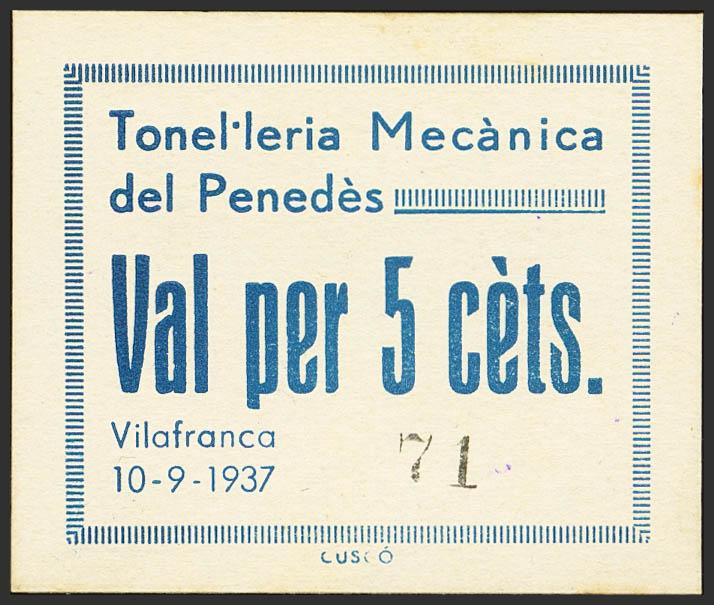 Tonel·leria Mecànica
del Penedès
Val per 5 cèts.
Vilafranca
10-9-1937
71
CUSCÓ